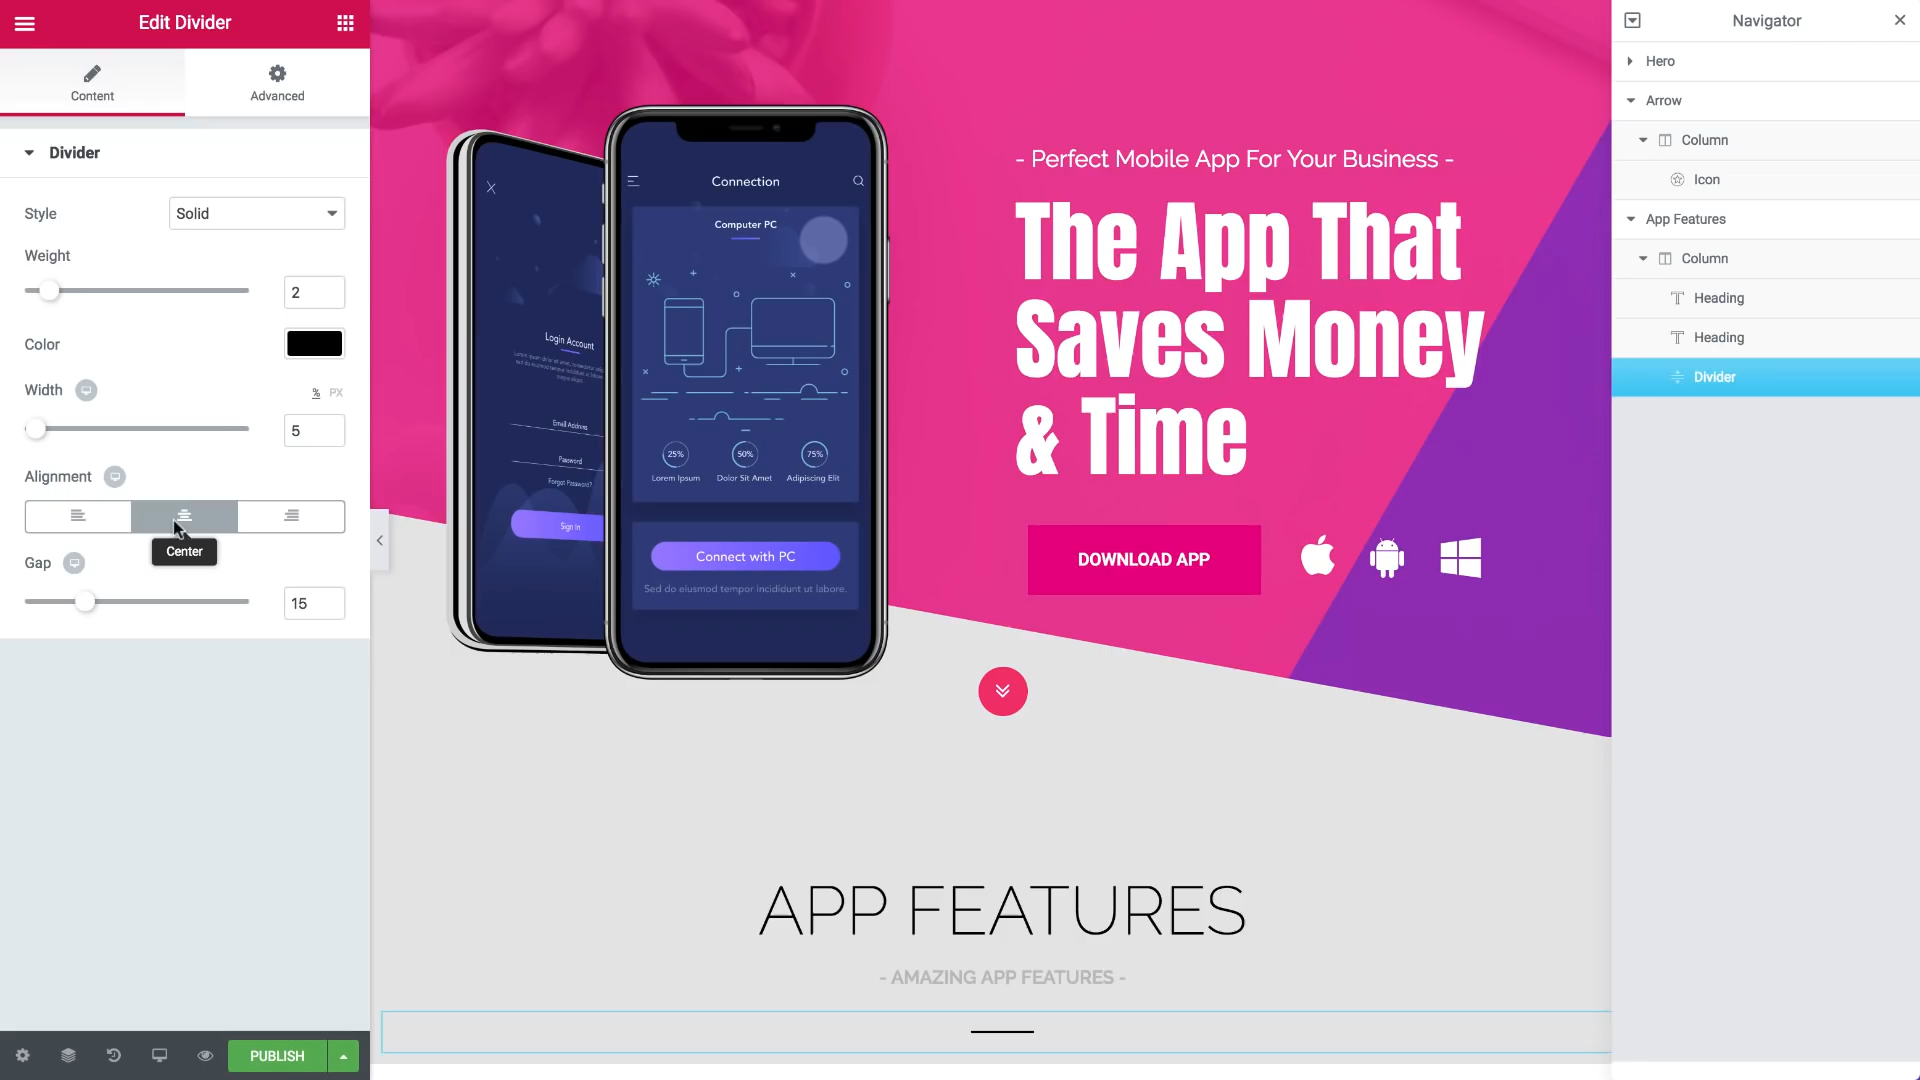 Edit Divider
Content
Advanced
Divider
Style
Solid
Weight
2
Color
Width
% PX
5
Alignment
Center
Gap
15
PUBLISH
X
Login Account
Email Address
Password
Forgot Password?
Sign In
Connection
Computer PC
25%
50%
75%
Lorem Ipsum
Dolor Sit Amet
Adipiscing Elit
Connect with PC
Sed do eiusmod tempor incididunt ut labore.
- Perfect Mobile App For Your Business -
The App That
Saves Money
& Time
DOWNLOAD APP
APP FEATURES
- AMAZING APP FEATURES -
Navigator
Hero
Arrow
Column
Icon
App Features
Column
Heading
Heading
Divider